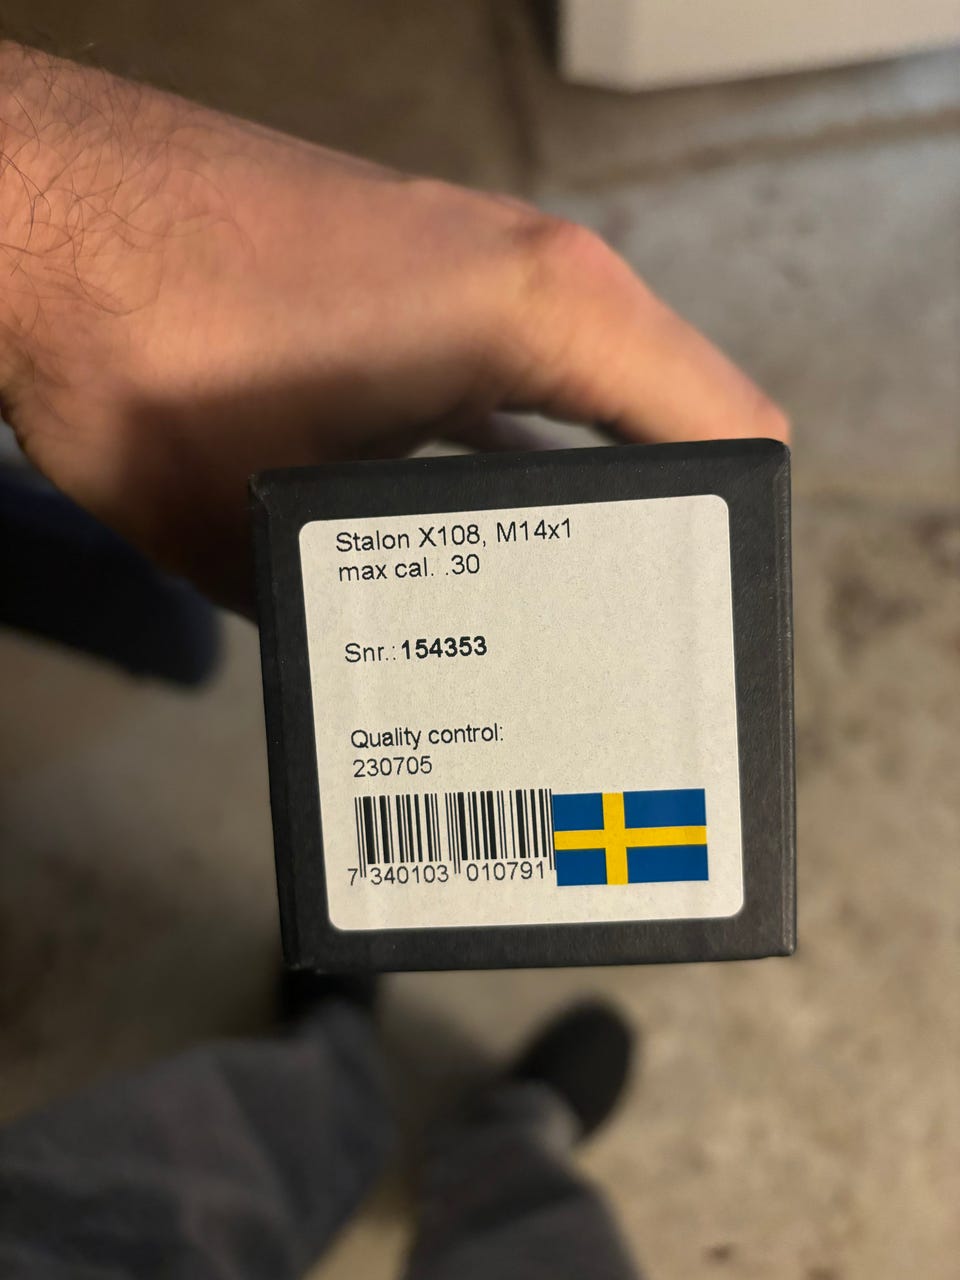 Stalon X108, M14x1
max cal. .30
Snr.: 154353
Quality control:
230705
7 340103 010791